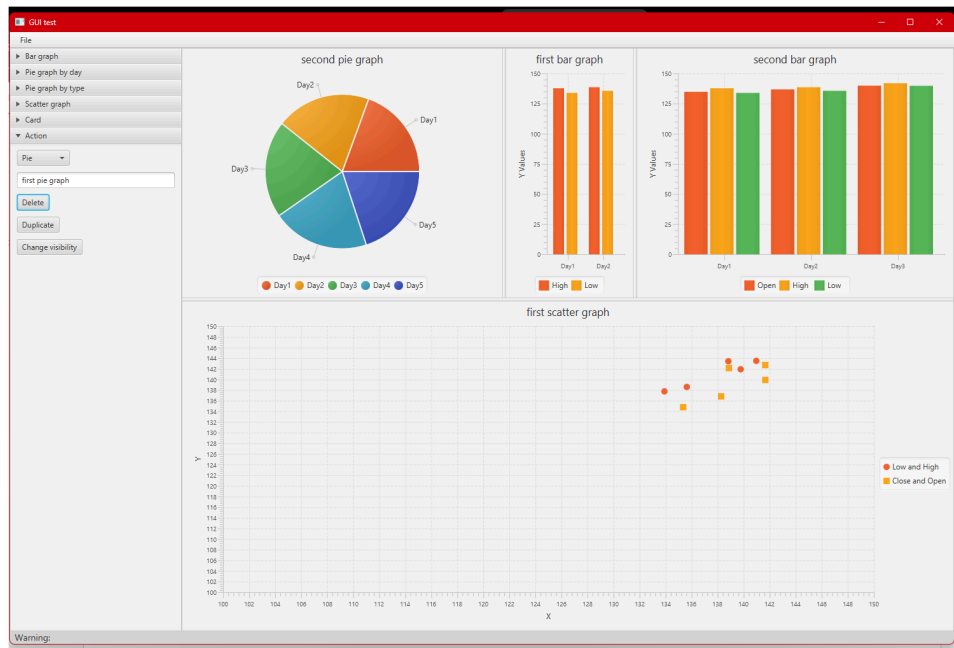 GUI test
File
Bar graph
Pie graph by day
Pie graph by type
Scatter graph
Card
Action
Pie
first pie graph
Delete
Duplicate
Change visibility
second pie graph
Day2
Day1
Day3
Day5
Day4
Day1 Day2 Day3 Day4 Day5
first bar graph
150
125
100
75
50
25
0
Y Values
Day1 Day2
High Low
second bar graph
150
125
100
75
50
25
0
Y Values
Day1 Day2 Day3
Open High Low
first scatter graph
150
148
146
144
142
140
138
136
134
132
130
128
126
124
122
120
118
116
114
112
110
108
106
104
102
100
Y
100 102 104 106 108 110 112 114 116 118 120 122 124 126 128 130 132 134 136 138 140 142 144 146 148 150
X
Low and High
Close and Open
Warning: